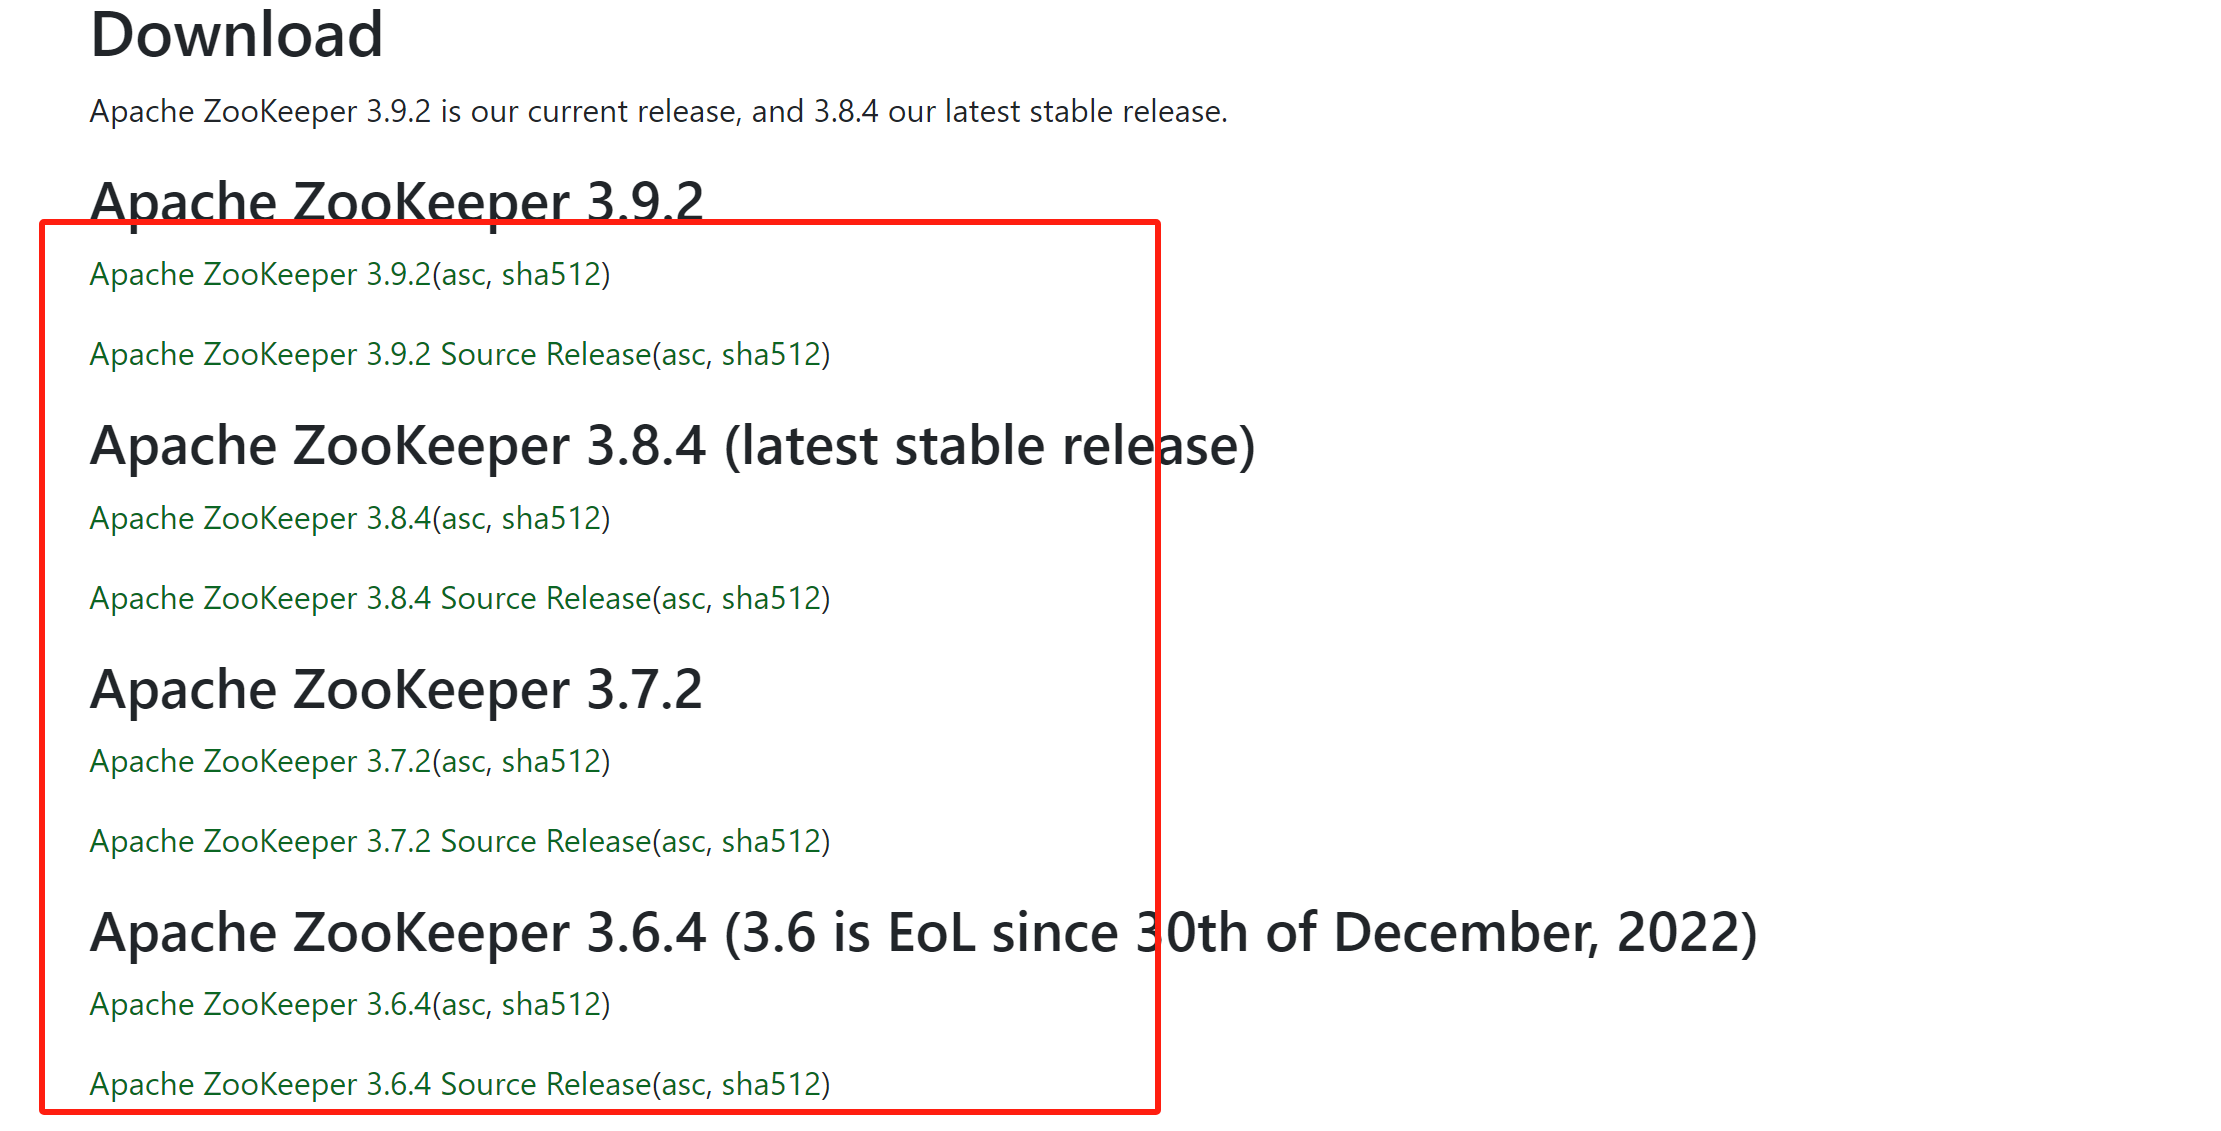 Download
Apache ZooKeeper 3.9.2 is our current release, and 3.8.4 our latest stable release.
Apache ZooKeeper 3.9.2
Apache ZooKeeper 3.9.2(asc, sha512)
Apache ZooKeeper 3.9.2 Source Release(asc, sha512)
Apache ZooKeeper 3.8.4 (latest stable release)
Apache ZooKeeper 3.8.4(asc, sha512)
Apache ZooKeeper 3.8.4 Source Release(asc, sha512)
Apache ZooKeeper 3.7.2
Apache ZooKeeper 3.7.2(asc, sha512)
Apache ZooKeeper 3.7.2 Source Release(asc, sha512)
Apache ZooKeeper 3.6.4 (3.6 is EoL since 30th of December, 2022)
Apache ZooKeeper 3.6.4(asc, sha512)
Apache ZooKeeper 3.6.4 Source Release(asc, sha512)